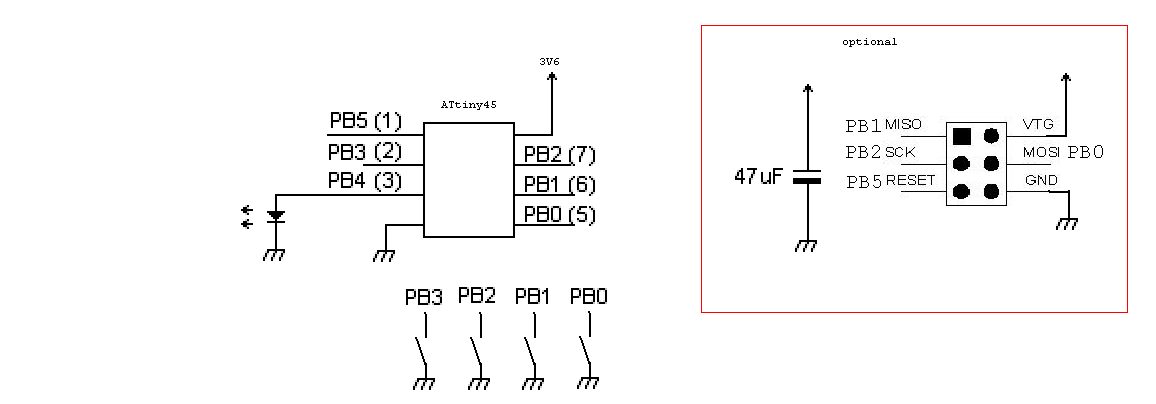 optional
3V6
ATtiny45
PB5 (1)
PB3 (2)
PB4 (3)
PB2 (7)
PB1 (6)
PB0 (5)
PB3 PB2 PB1 PB0
47uF
PB1 MISO VTG
PB2 SCK MOSI PB0
PB5 RESET GND